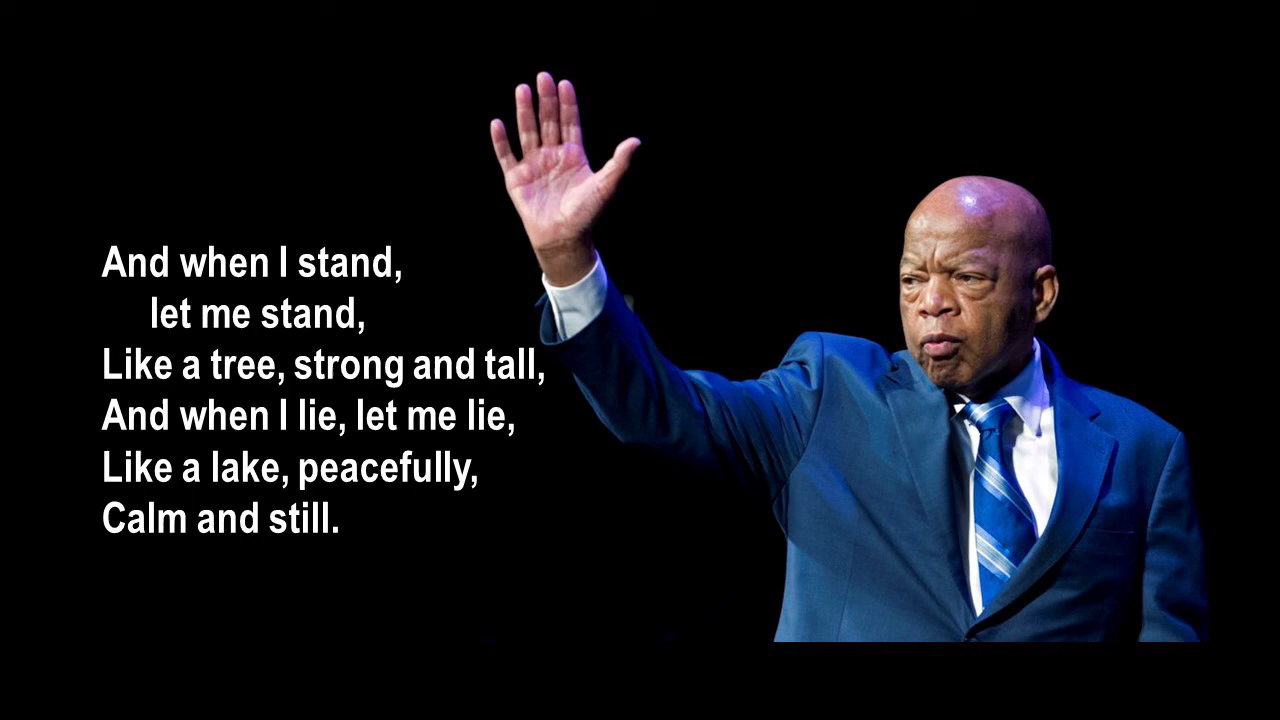 And when I stand,
let me stand,
Like a tree, strong and tall,
And when I lie, let me lie,
Like a lake, peacefully,
Calm and still.